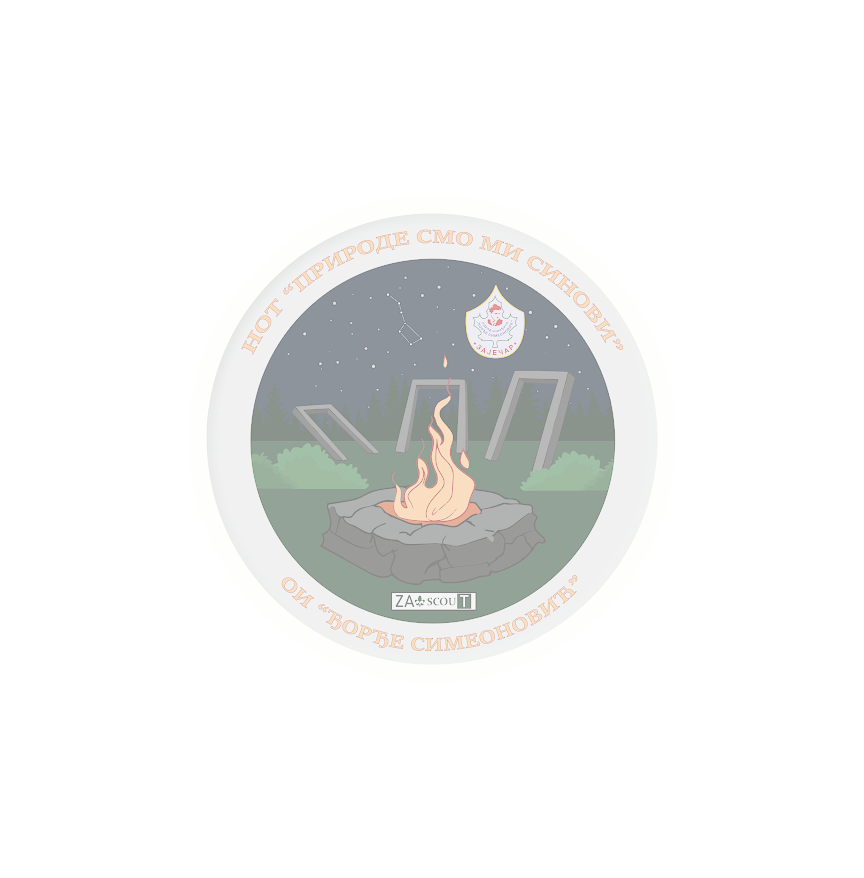 НОТ “ПРИРОДЕ СМО МИ СИНОВИ”
ЗАЈЕЧАР
ZA SCOUT
ОИ “ЂОРЂЕ СИМЕОНОВИЋ”